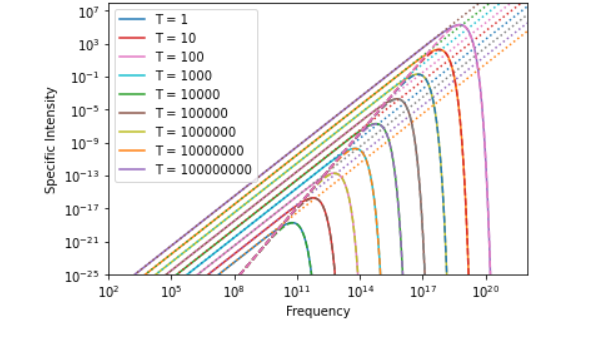 10⁷
10³
10⁻¹
10⁻⁵
10⁻⁹
10⁻¹³
10⁻¹⁷
10⁻²¹
10⁻²⁵
Specific Intensity
T = 1
T = 10
T = 100
T = 1000
T = 10000
T = 100000
T = 1000000
T = 10000000
T = 100000000
10² 10⁵ 10⁸ 10¹¹ 10¹⁴ 10¹⁷ 10²⁰
Frequency